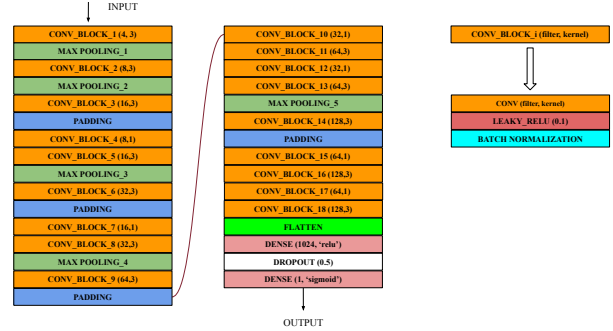 INPUT
CONV_BLOCK_1 (4, 3)
MAX POOLING_1
CONV_BLOCK_2 (8,3)
MAX POOLING_2
CONV_BLOCK_3 (16,3)
PADDING
CONV_BLOCK_4 (8,1)
CONV_BLOCK_5 (16,3)
MAX POOLING_3
CONV_BLOCK_6 (32,3)
PADDING
CONV_BLOCK_7 (16,1)
CONV_BLOCK_8 (32,3)
MAX POOLING_4
CONV_BLOCK_9 (64,3)
PADDING
CONV_BLOCK_10 (32,1)
CONV_BLOCK_11 (64,3)
CONV_BLOCK_12 (32,1)
CONV_BLOCK_13 (64,3)
MAX POOLING_5
CONV_BLOCK_14 (128,3)
PADDING
CONV_BLOCK_15 (64,1)
CONV_BLOCK_16 (128,3)
CONV_BLOCK_17 (64,1)
CONV_BLOCK_18 (128,3)
FLATTEN
DENSE (1024, 'relu')
DROPOUT (0.5)
DENSE (1, 'sigmoid')
OUTPUT
CONV_BLOCK_i (filter, kernel)
CONV (filter, kernel)
LEAKY_RELU (0.1)
BATCH NORMALIZATION